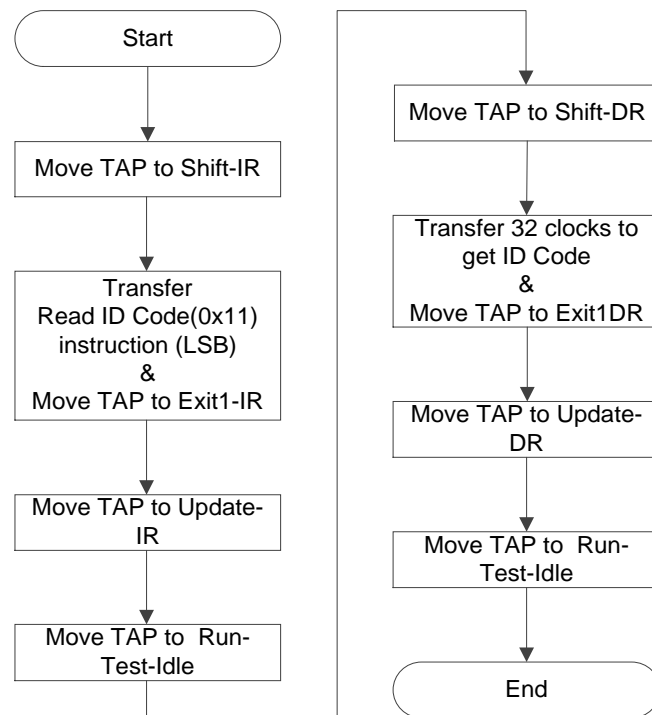 Start
Move TAP to Shift-IR
Transfer
Read ID Code(0x11)
instruction (LSB)
&
Move TAP to Exit1-IR
Move TAP to Update-
IR
Move TAP to  Run-
Test-Idle
Move TAP to Shift-DR
Transfer 32 clocks to
get ID Code
&
Move TAP to Exit1DR
Move TAP to Update-
DR
Move TAP to  Run-
Test-Idle
End